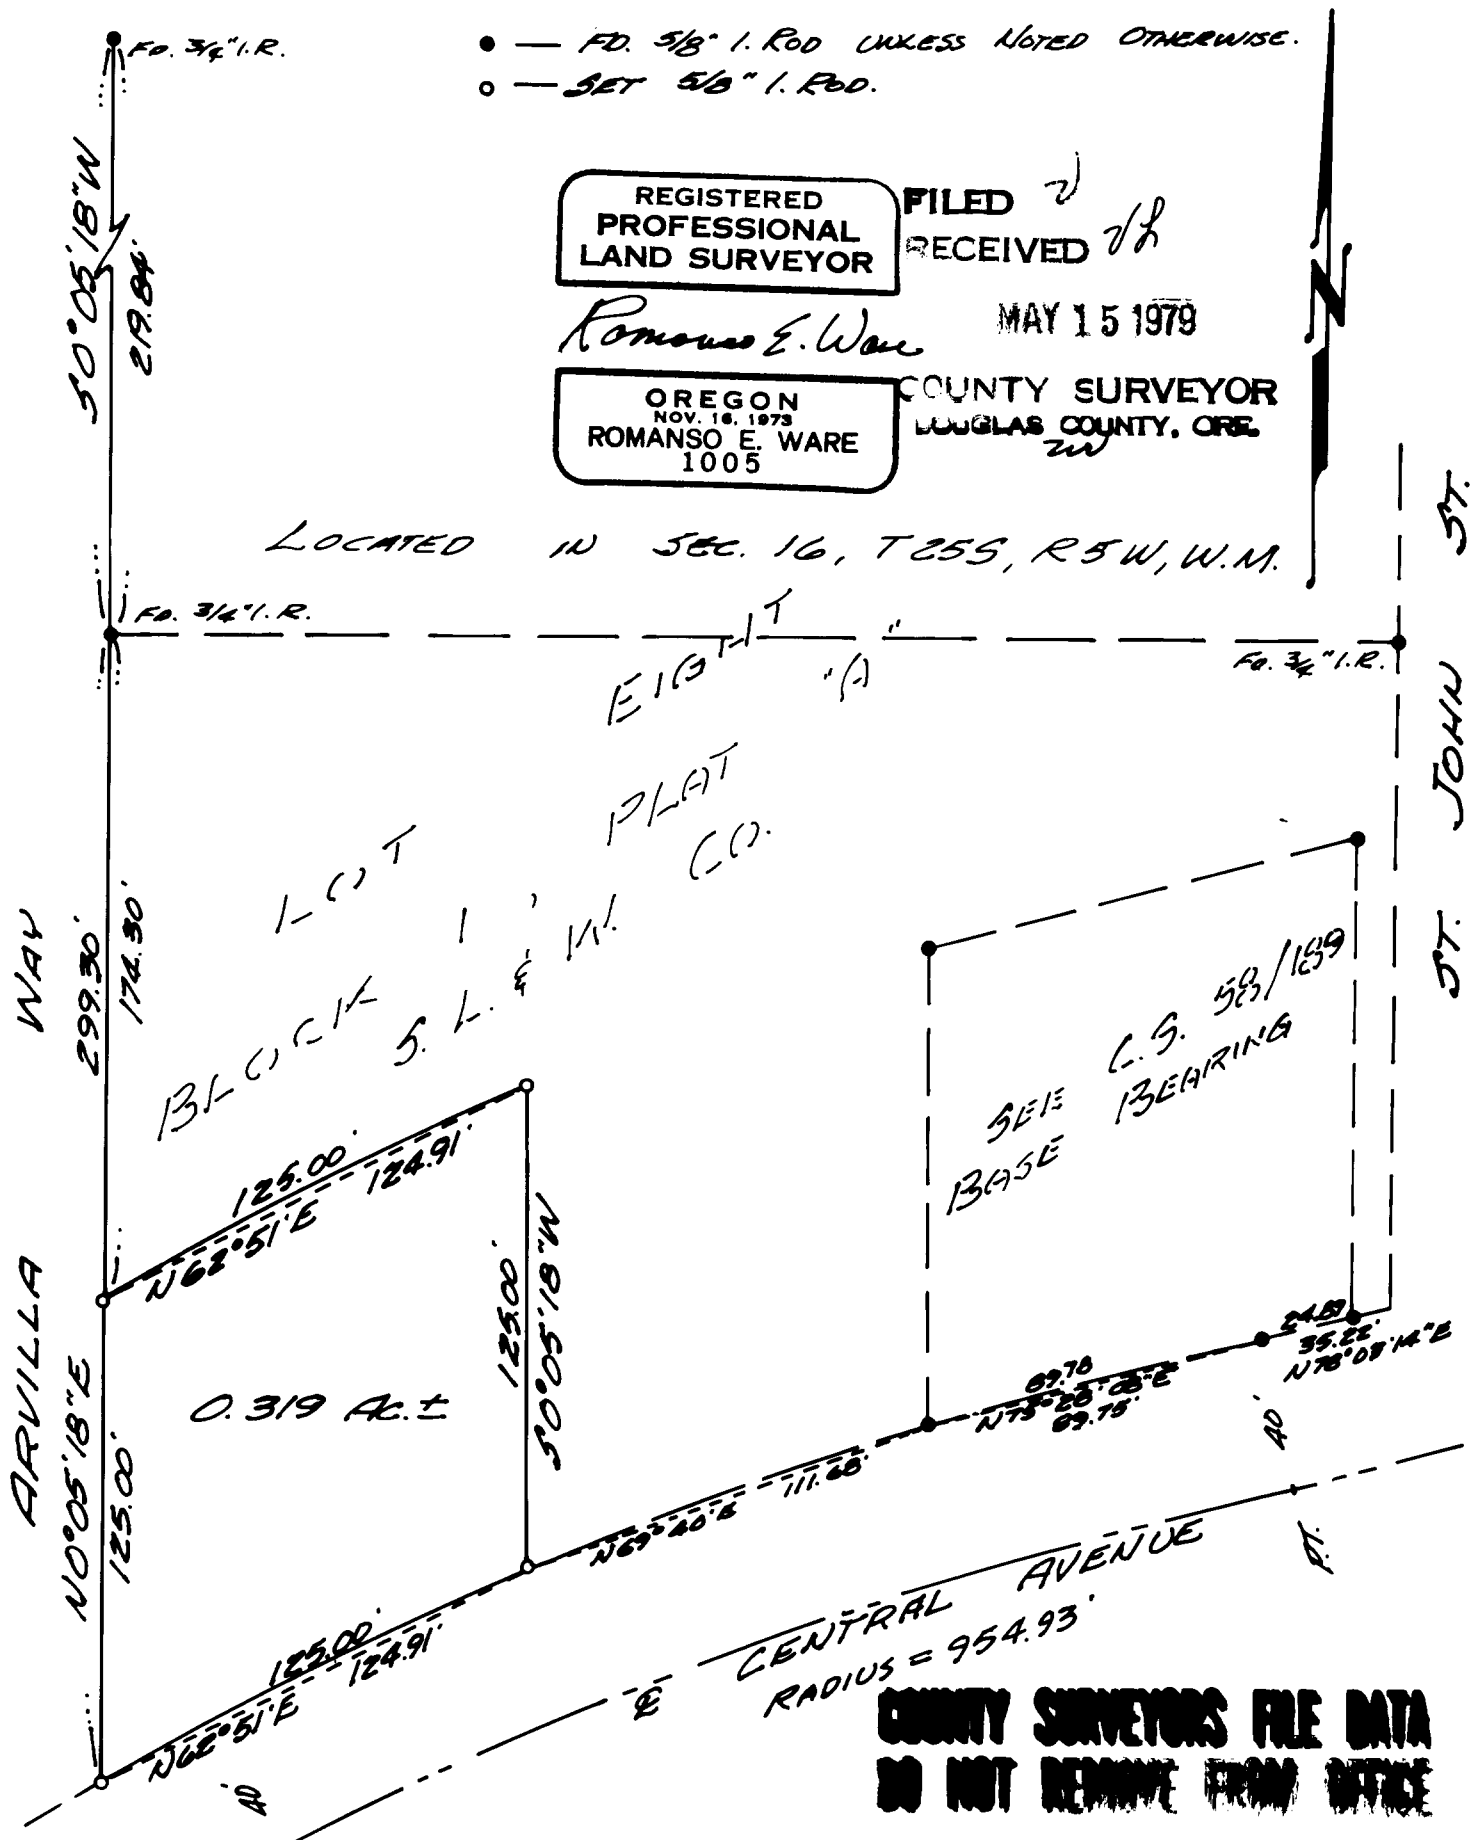 FD. 3/4" I.R.
● — FD. 5/8" I. ROD UNLESS NOTED OTHERWISE.
○ — SET 5/8" I. ROD.
S0°05'18"W
219.84'
REGISTERED
PROFESSIONAL
LAND SURVEYOR
Romanso E. Ware
OREGON
NOV. 16, 1973
ROMANSO E. WARE
1005
FILED
RECEIVED
MAY 15 1979
COUNTY SURVEYOR
DOUGLAS COUNTY, ORE.
N
LOCATED IN SEC. 16, T25S, R5W, W.M.
FD. 3/4" I.R.
FD. 3/4" I.R.
ST. JOHN ST.
LOT EIGHT
BLOCK 1, PLAT "A"
S. L. & W. CO.
ARVILLA WAY
299.30'
174.30'
SEE C.S. 58/189
BASE BEARING
125.00'
124.91'
N62°51'E
125.00'
S0°05'18"W
0.319 Ac.±
N0°05'18"E
125.00'
24.89
35.22'
N78°08'14"E
89.78
N75°28'08"E
89.75'
111.68'
N69°40'E
40'
P.T.
125.00'
124.91'
N62°51'E
40'
℄ CENTRAL AVENUE
RADIUS = 954.93'
COUNTY SURVEYORS FILE DATA
DO NOT REMOVE FROM OFFICE